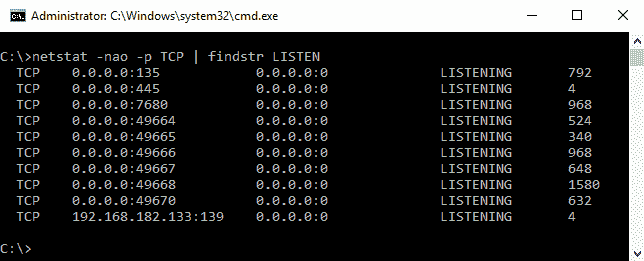 Administrator: C:\Windows\system32\cmd.exe
C:\>netstat -nao -p TCP | findstr LISTEN
TCP 0.0.0.0:135 0.0.0.0:0 LISTENING 792
TCP 0.0.0.0:445 0.0.0.0:0 LISTENING 4
TCP 0.0.0.0:7680 0.0.0.0:0 LISTENING 968
TCP 0.0.0.0:49664 0.0.0.0:0 LISTENING 524
TCP 0.0.0.0:49665 0.0.0.0:0 LISTENING 340
TCP 0.0.0.0:49666 0.0.0.0:0 LISTENING 968
TCP 0.0.0.0:49667 0.0.0.0:0 LISTENING 648
TCP 0.0.0.0:49668 0.0.0.0:0 LISTENING 1580
TCP 0.0.0.0:49670 0.0.0.0:0 LISTENING 632
TCP 192.168.182.133:139 0.0.0.0:0 LISTENING 4
C:\>